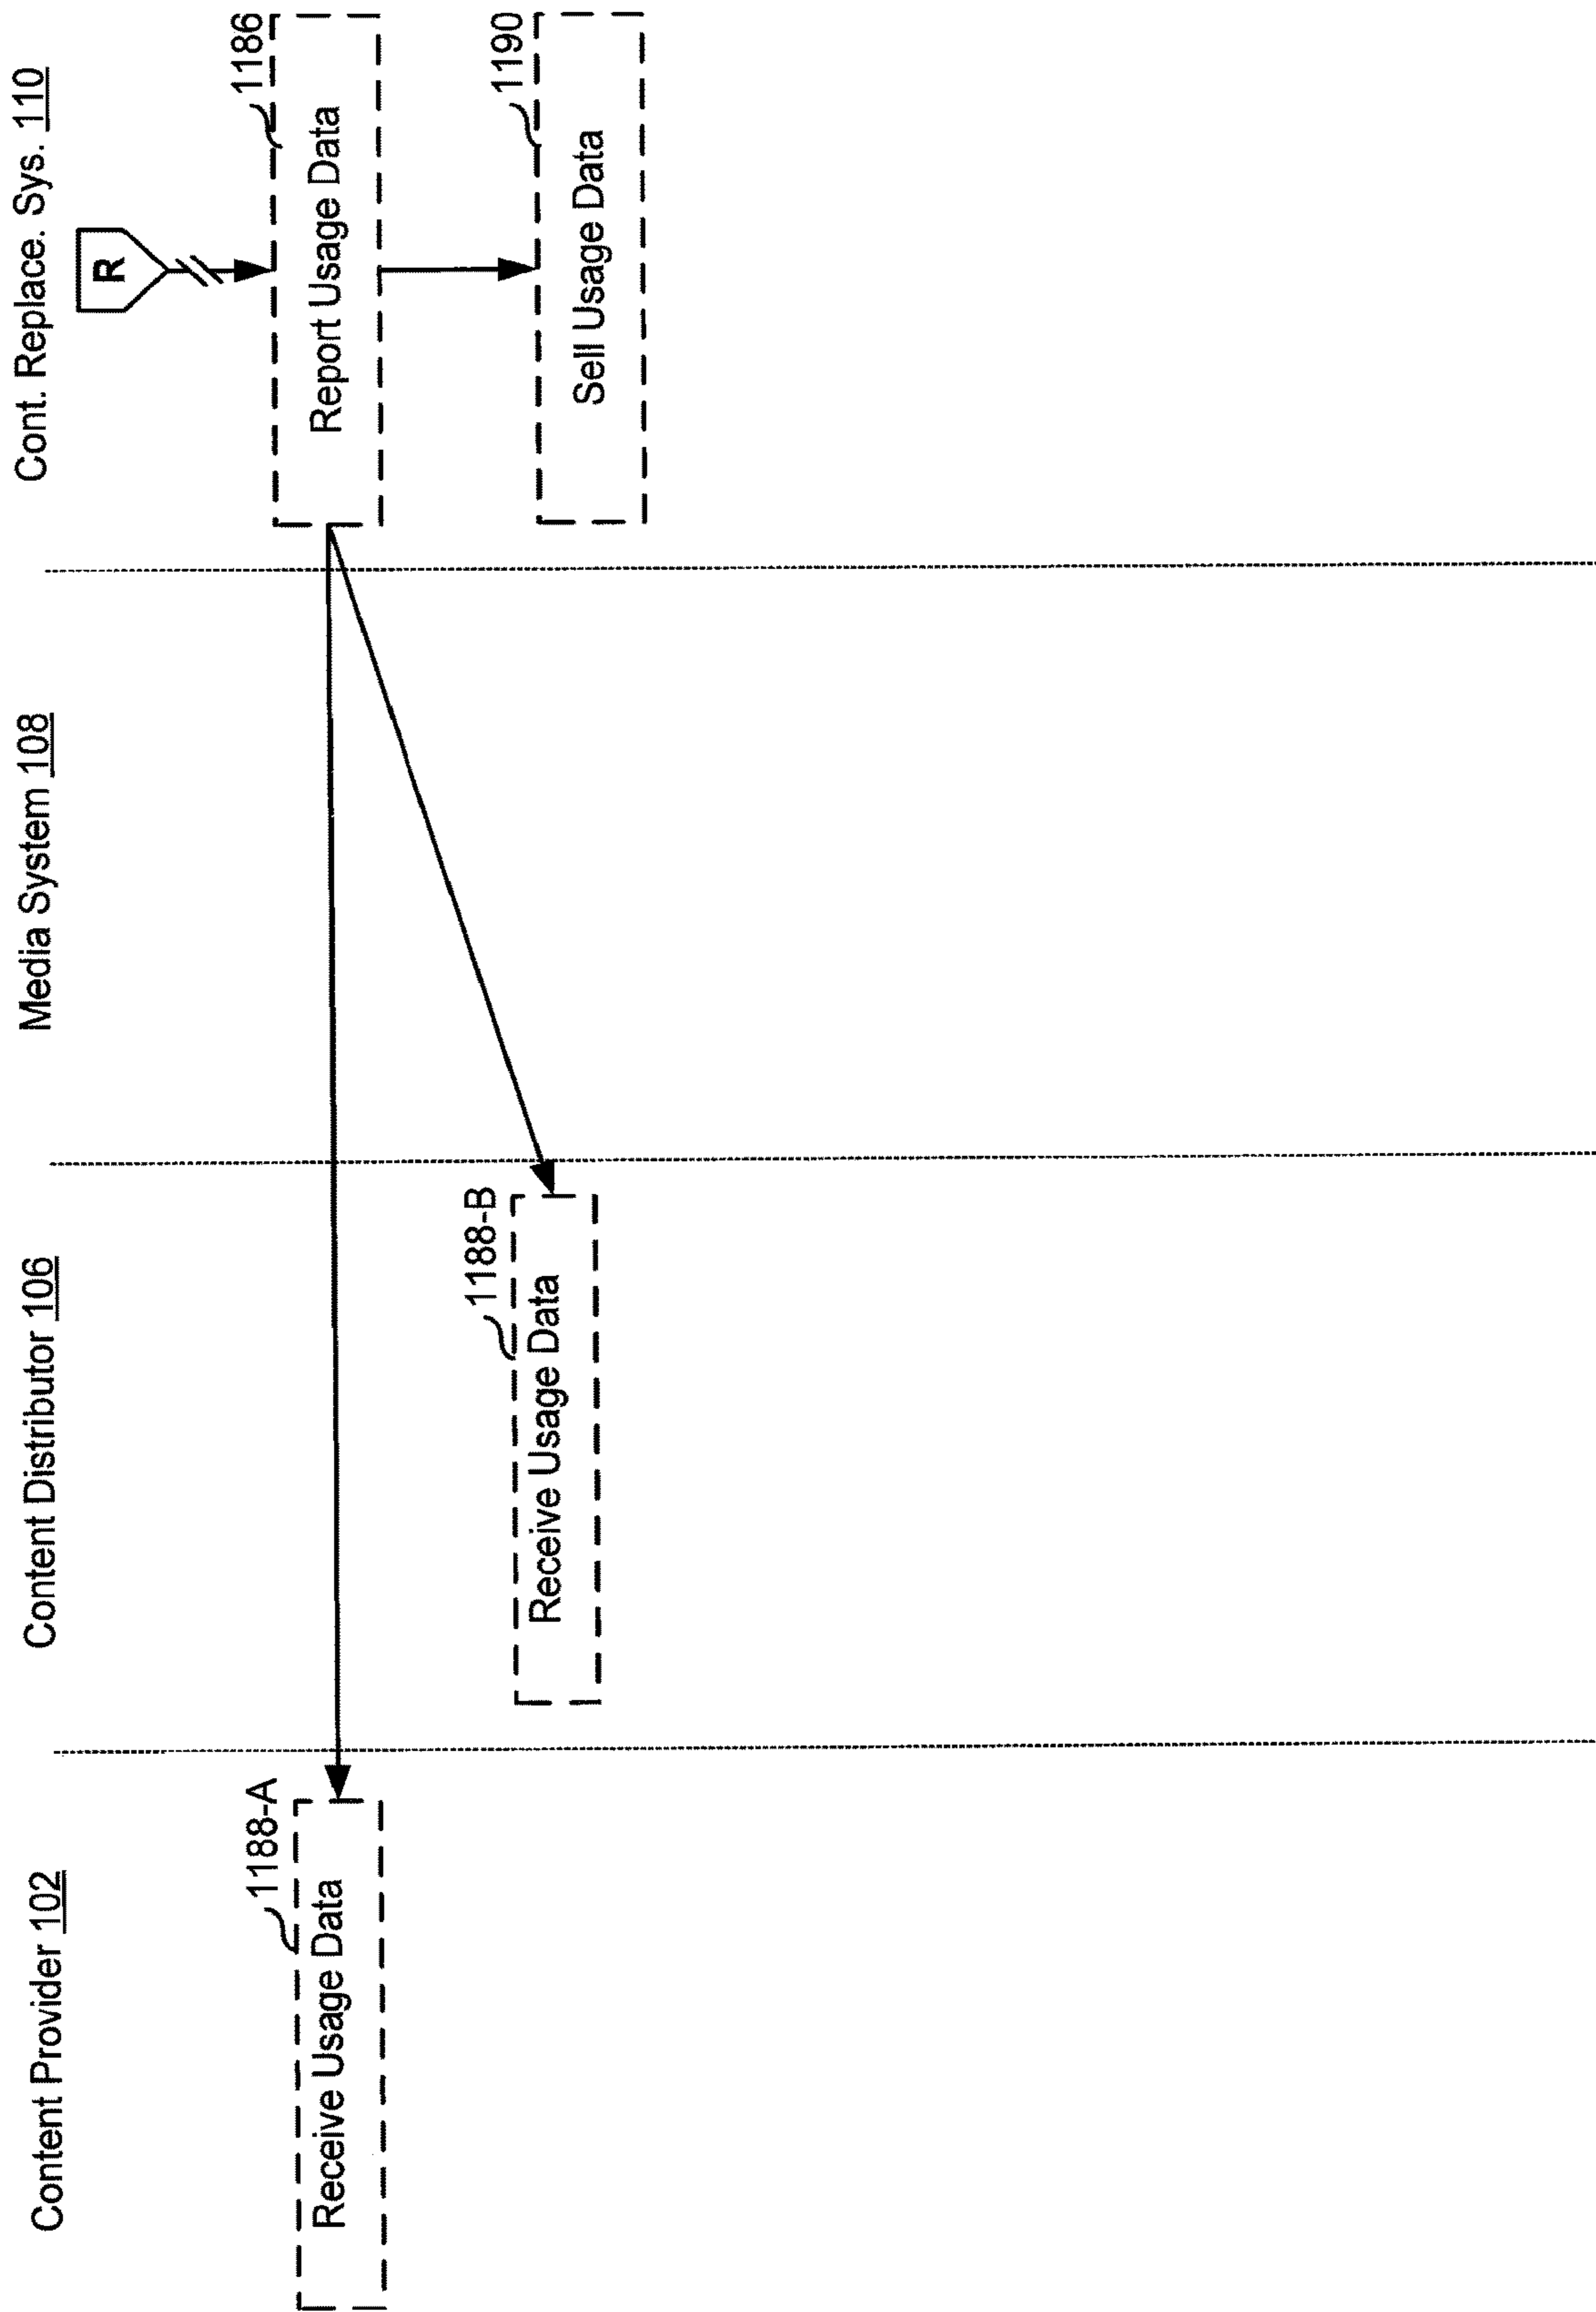 Content Provider 102
Content Distributor 106
Media System 108
Cont. Replace. Sys. 110
R
1188-A
Receive Usage Data
1186
Report Usage Data
1188-B
Receive Usage Data
1190
Sell Usage Data